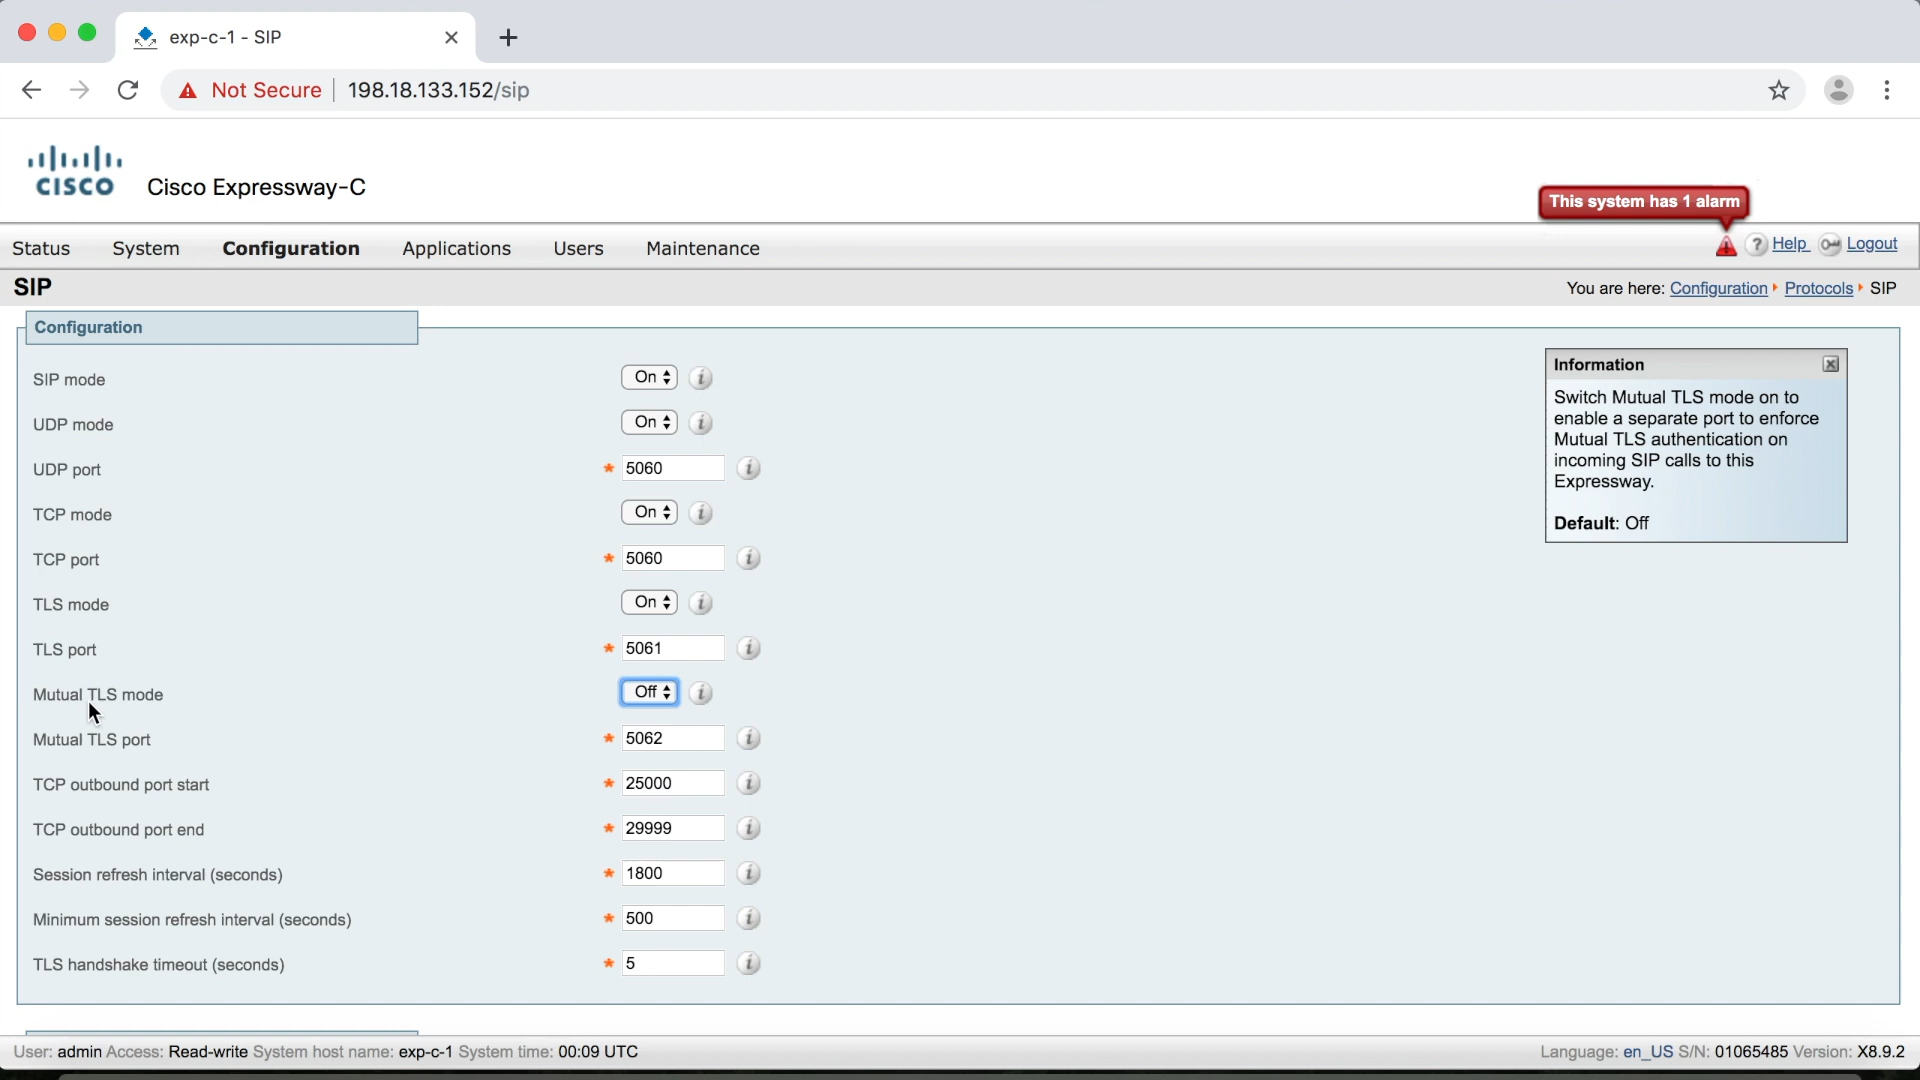 exp-c-1 - SIP
Not Secure 198.18.133.152/sip
CISCO Cisco Expressway-C
This system has 1 alarm
Status System Configuration Applications Users Maintenance Help Logout
SIP You are here: Configuration Protocols SIP
Configuration
SIP mode On
UDP mode On
UDP port * 5060
TCP mode On
TCP port * 5060
TLS mode On
TLS port * 5061
Mutual TLS mode Off
Mutual TLS port * 5062
TCP outbound port start * 25000
TCP outbound port end * 29999
Session refresh interval (seconds) * 1800
Minimum session refresh interval (seconds) * 500
TLS handshake timeout (seconds) * 5
Information
Switch Mutual TLS mode on to
enable a separate port to enforce
Mutual TLS authentication on
incoming SIP calls to this
Expressway.
Default: Off
User: admin Access: Read-write System host name: exp-c-1 System time: 00:09 UTC Language: en_US S/N: 01065485 Version: X8.9.2